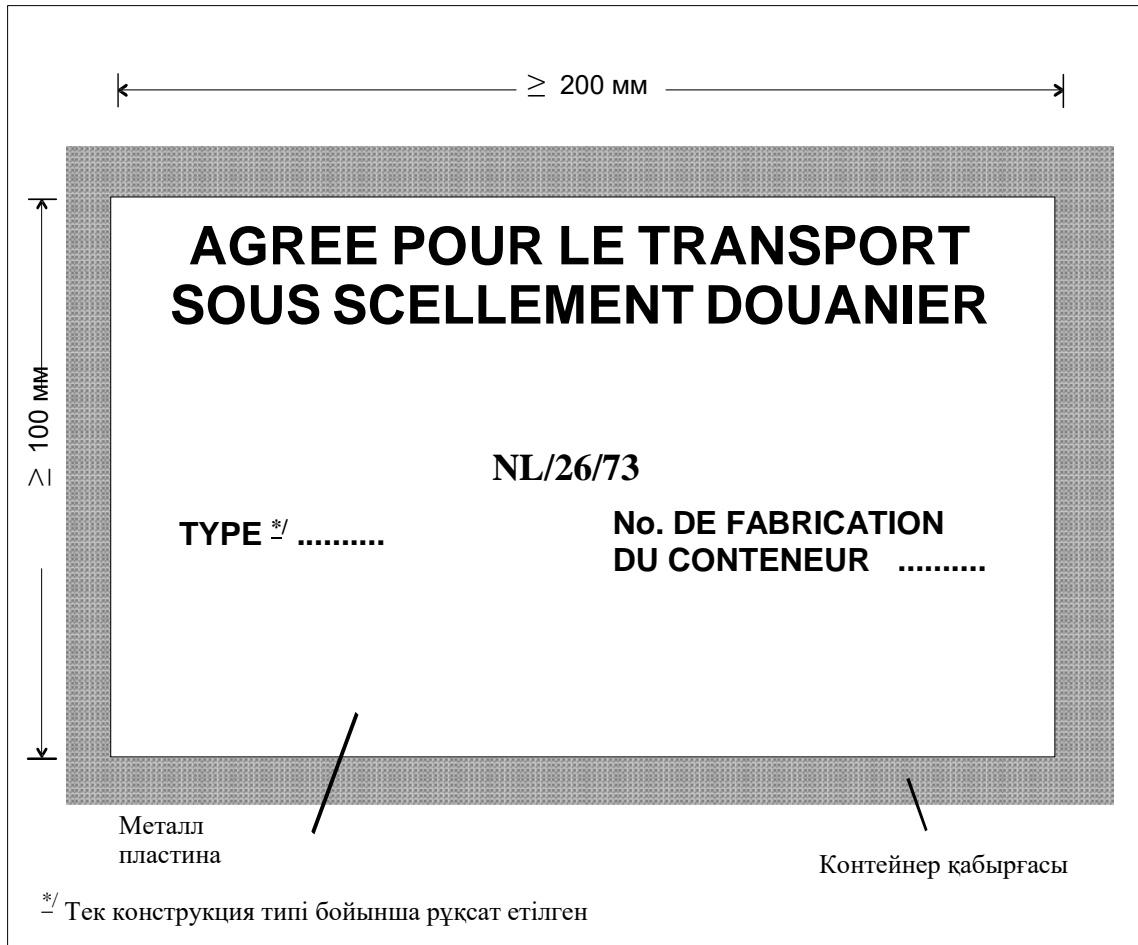 ≥ 200 мм
≥ 100 мм
AGREE POUR LE TRANSPORT
SOUS SCELLEMENT DOUANIER
NL/26/73
TYPE */ ..........
No. DE FABRICATION
DU CONTENEUR ..........
Металл
пластина
Контейнер қабырғасы
*/ Тек конструкция типі бойынша рұқсат етілген